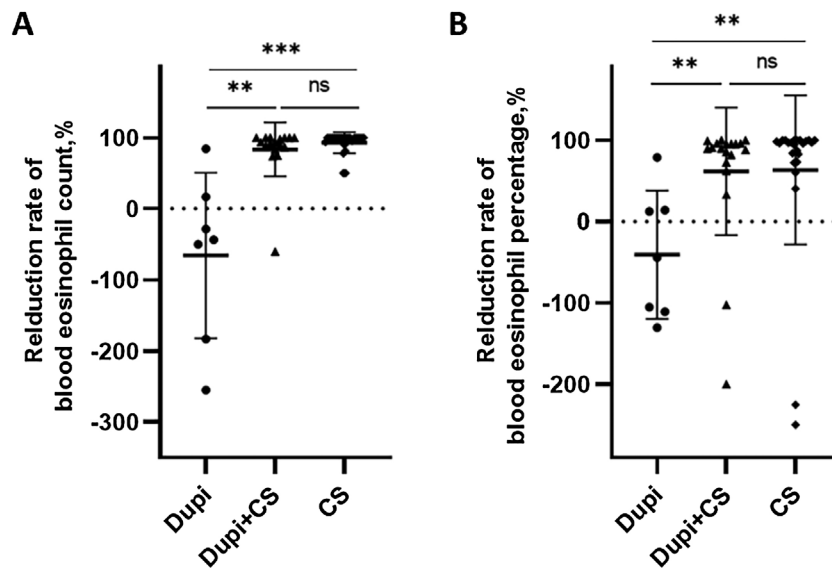 A
Relduction rate of
blood eosinophil count,%
***
**
ns
100
0
-100
-200
-300
Dupi
Dupi+CS
CS
B
Relduction rate of
blood eosinophil percentage,%
**
**
ns
100
0
-100
-200
Dupi
Dupi+CS
CS